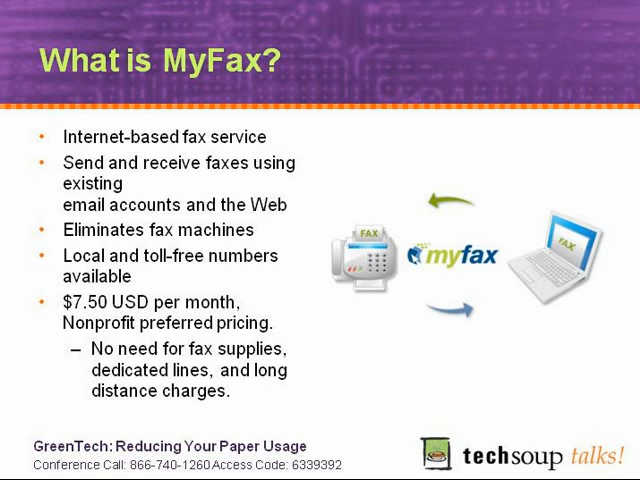 What is MyFax?
• Internet-based fax service
• Send and receive faxes using
existing
email accounts and the Web
• Eliminates fax machines
• Local and toll-free numbers
available
• $7.50 USD per month,
Nonprofit preferred pricing.
– No need for fax supplies,
dedicated lines, and long
distance charges.
FAX
myfax
FAX
GreenTech: Reducing Your Paper Usage
Conference Call: 866-740-1260 Access Code: 6339392
techsoup talks!